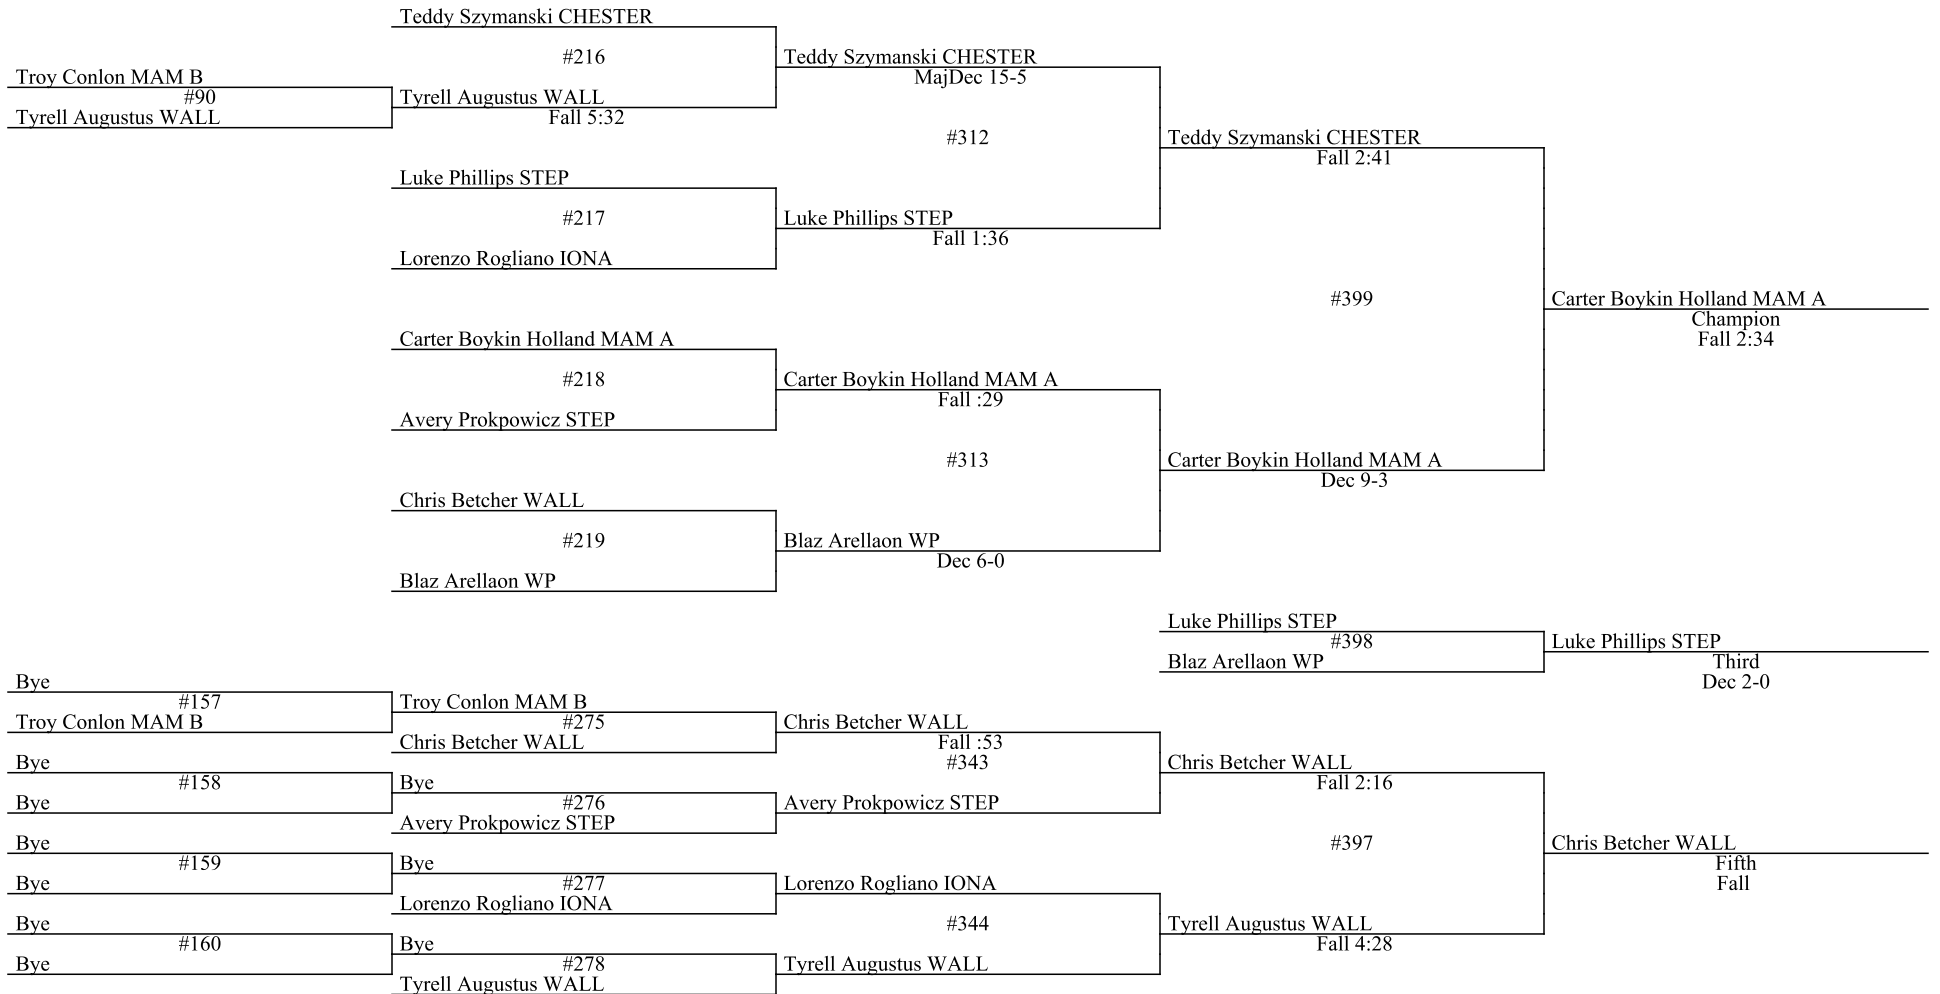 Teddy Szymanski CHESTER
#216
Teddy Szymanski CHESTER
MajDec 15-5
Troy Conlon MAM B
#90
Tyrell Augustus WALL
Tyrell Augustus WALL
Fall 5:32
#312
Teddy Szymanski CHESTER
Fall 2:41
Luke Phillips STEP
#217
Luke Phillips STEP
Fall 1:36
Lorenzo Rogliano IONA
#399
Carter Boykin Holland MAM A
Champion
Fall 2:34
Carter Boykin Holland MAM A
#218
Carter Boykin Holland MAM A
Fall :29
Avery Prokpowicz STEP
#313
Carter Boykin Holland MAM A
Dec 9-3
Chris Betcher WALL
#219
Blaz Arellaon WP
Dec 6-0
Blaz Arellaon WP
Luke Phillips STEP
#398
Blaz Arellaon WP
Luke Phillips STEP
Third
Dec 2-0
Bye
#157
Troy Conlon MAM B
Troy Conlon MAM B
#275
Chris Betcher WALL
Chris Betcher WALL
Fall :53
#343
Chris Betcher WALL
Fall 2:16
Bye
#158
Bye
Bye
#276
Avery Prokpowicz STEP
Avery Prokpowicz STEP
#397
Chris Betcher WALL
Fifth
Fall
Bye
#159
Bye
Bye
#277
Lorenzo Rogliano IONA
Lorenzo Rogliano IONA
#344
Tyrell Augustus WALL
Fall 4:28
Bye
#160
Bye
Bye
#278
Tyrell Augustus WALL
Tyrell Augustus WALL